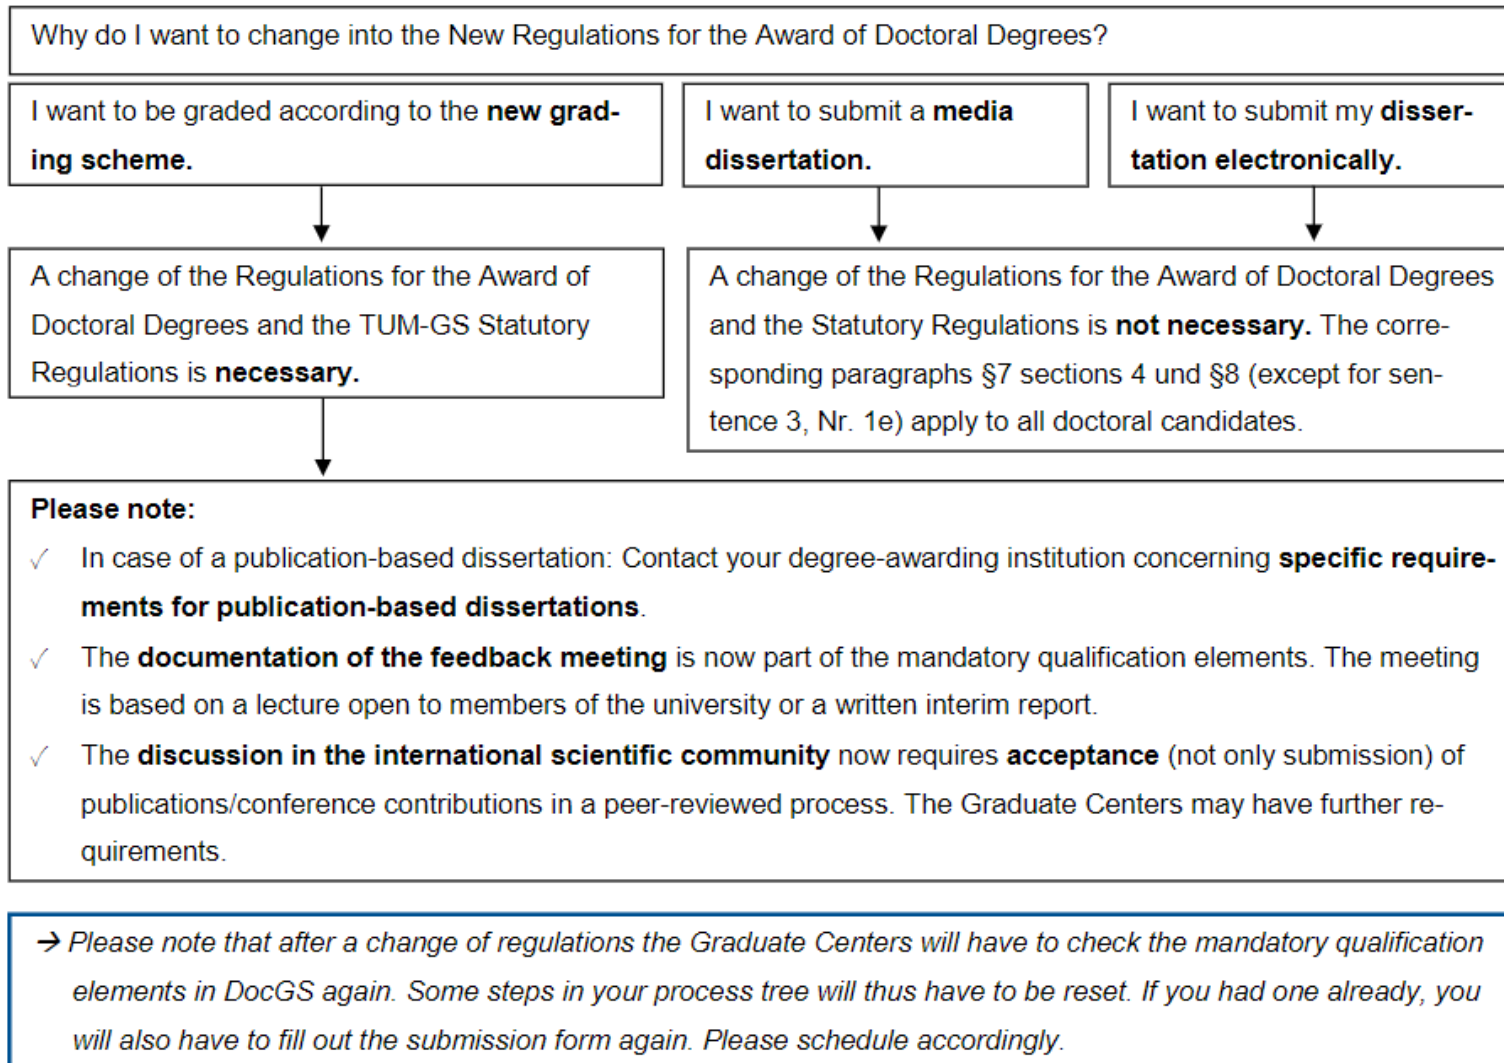 Why do I want to change into the New Regulations for the Award of Doctoral Degrees?
I want to be graded according to the new grad-
ing scheme.
I want to submit a media
dissertation.
I want to submit my disser-
tation electronically.
A change of the Regulations for the Award of
Doctoral Degrees and the TUM-GS Statutory
Regulations is necessary.
A change of the Regulations for the Award of Doctoral Degrees
and the Statutory Regulations is not necessary. The corre-
sponding paragraphs §7 sections 4 und §8 (except for sen-
tence 3, Nr. 1e) apply to all doctoral candidates.
Please note:
✓ In case of a publication-based dissertation: Contact your degree-awarding institution concerning specific require-
ments for publication-based dissertations.
✓ The documentation of the feedback meeting is now part of the mandatory qualification elements. The meeting
is based on a lecture open to members of the university or a written interim report.
✓ The discussion in the international scientific community now requires acceptance (not only submission) of
publications/conference contributions in a peer-reviewed process. The Graduate Centers may have further re-
quirements.
→ Please note that after a change of regulations the Graduate Centers will have to check the mandatory qualification
elements in DocGS again. Some steps in your process tree will thus have to be reset. If you had one already, you
will also have to fill out the submission form again. Please schedule accordingly.